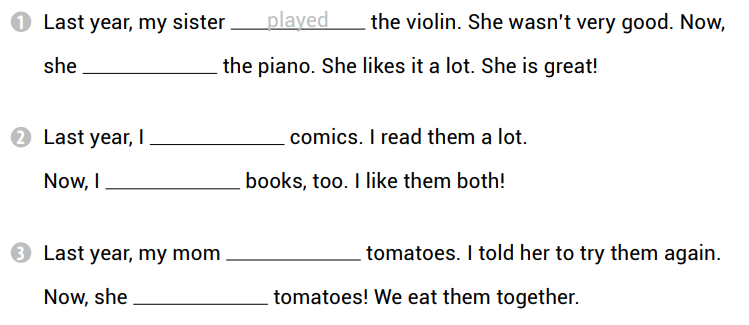 1 Last year, my sister played the violin. She wasn't very good. Now,
she ____________ the piano. She likes it a lot. She is great!
2 Last year, I ____________ comics. I read them a lot.
Now, I ____________ books, too. I like them both!
3 Last year, my mom ____________ tomatoes. I told her to try them again.
Now, she ____________ tomatoes! We eat them together.